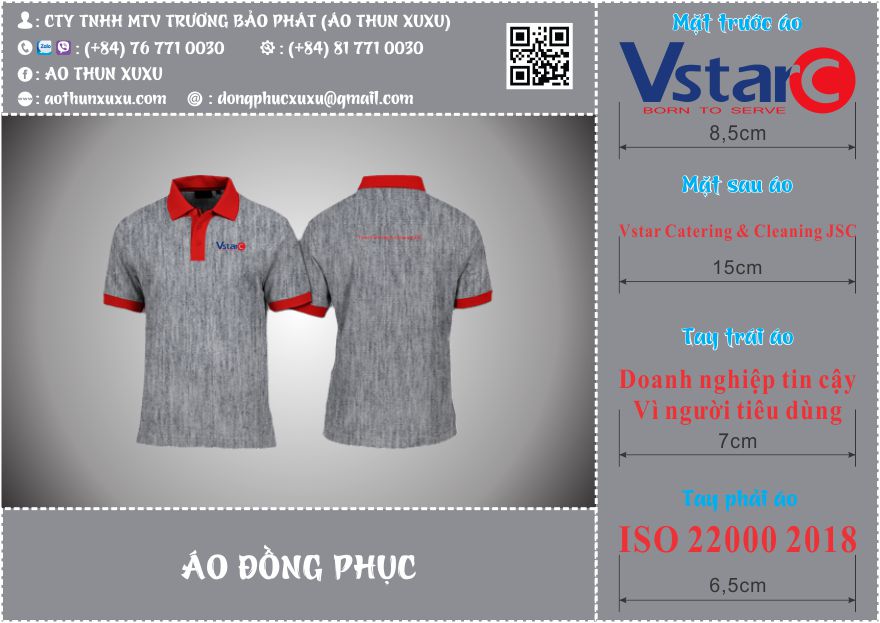 : CTY TNHH MTV TRƯƠNG BẢO PHÁT (ÁO THUN XUXU)
Zalo : (+84) 76 771 0030 : (+84) 81 771 0030
: AO THUN XUXU
: aothunxuxu.com @ : dongphucxuxu@gmail.com
Mặt trước áo
VstarC
BORN TO SERVE
8,5cm
Mặt sau áo
Vstar Catering & Cleaning JSC
15cm
Tay trái áo
Doanh nghiệp tin cậy
Vì người tiêu dùng
7cm
Tay phải áo
ISO 22000 2018
6,5cm
VstarC
ÁO ĐỒNG PHỤC